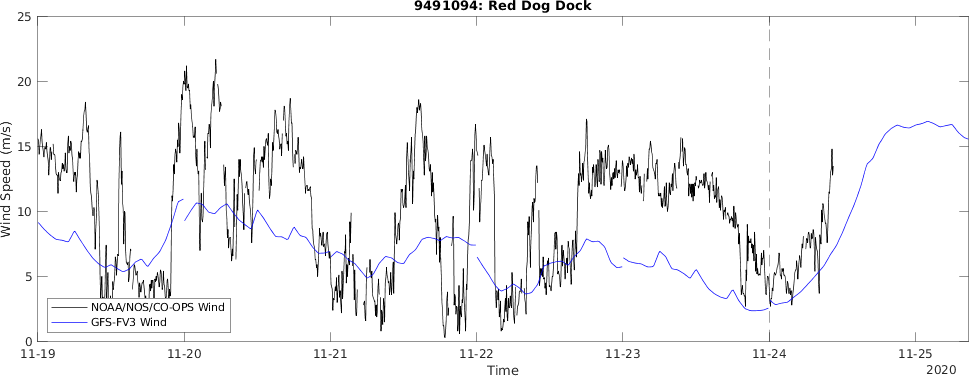 9491094: Red Dog Dock
25
20
15
10
5
0
Wind Speed (m/s)
NOAA/NOS/CO-OPS Wind
GFS-FV3 Wind
11-19 11-20 11-21 11-22 11-23 11-24 11-25
Time
2020